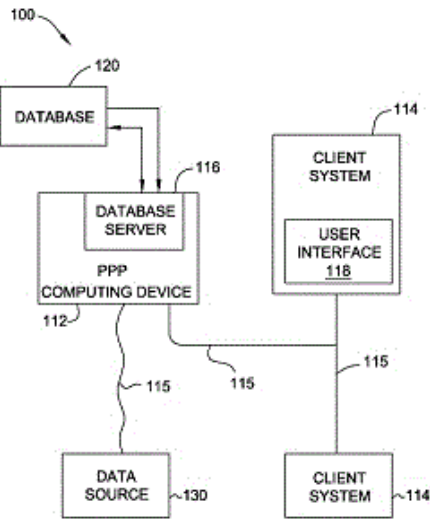 100
120
DATABASE
116
DATABASE
SERVER
PPP
COMPUTING DEVICE
112
114
CLIENT
SYSTEM
USER
INTERFACE
118
115
115
115
DATA
SOURCE
130
CLIENT
SYSTEM
114